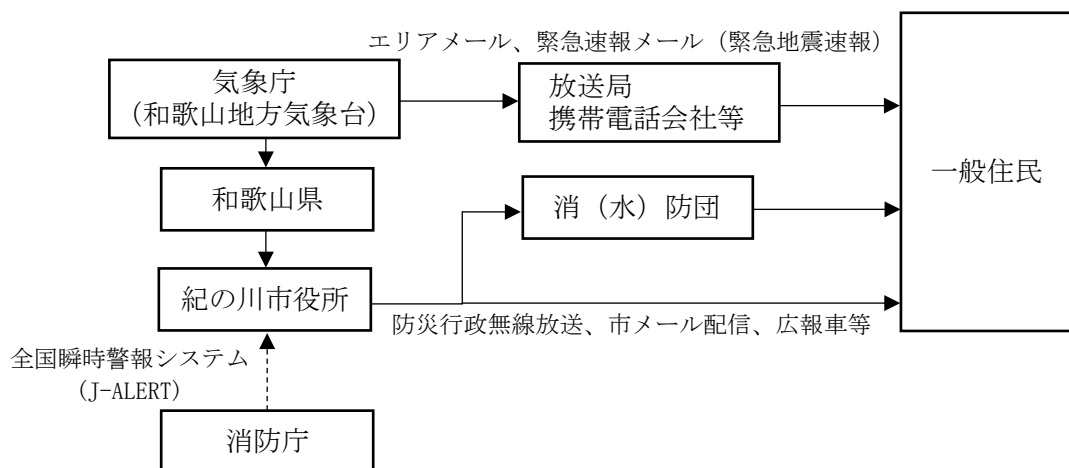 エリアメール、緊急速報メール（緊急地震速報）
気象庁
（和歌山地方気象台）
放送局
携帯電話会社等
一般住民
和歌山県
消（水）防団
紀の川市役所
防災行政無線放送、市メール配信、広報車等
全国瞬時警報システム
（J-ALERT）
消防庁